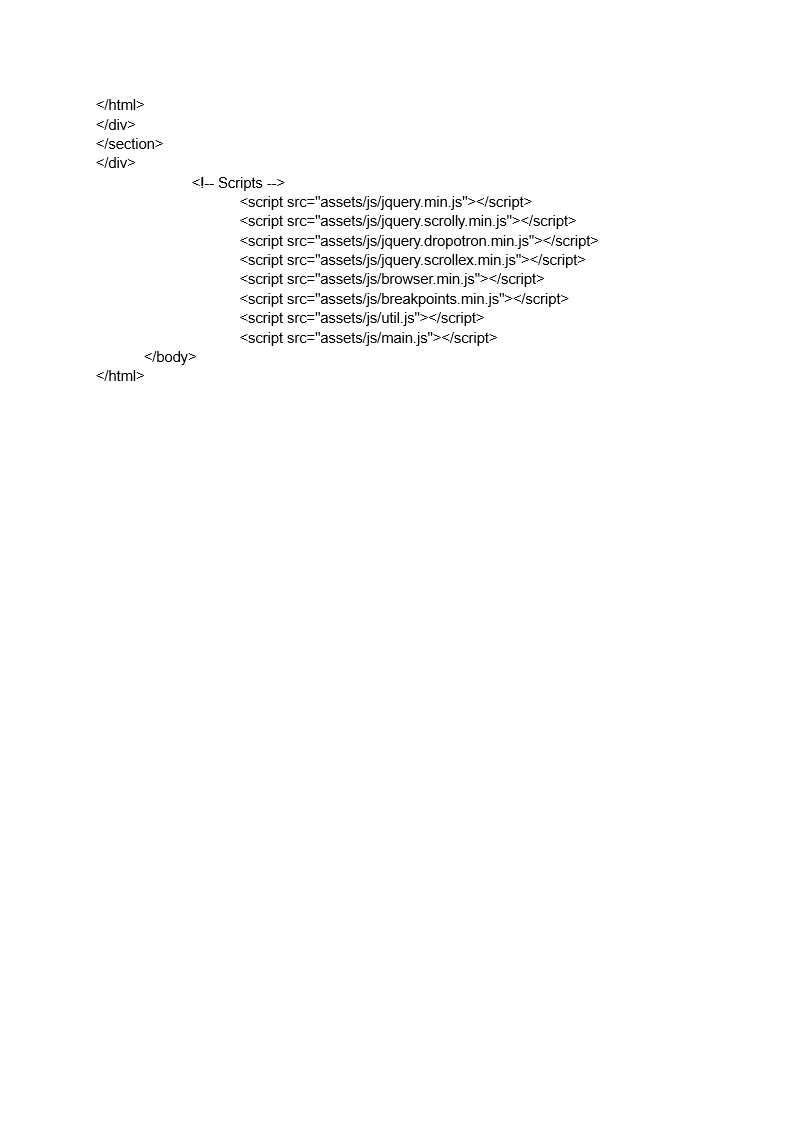 </html>
</div>
</section>
</div>
<!-- Scripts -->
<script src="assets/js/jquery.min.js"></script>
<script src="assets/js/jquery.scrolly.min.js"></script>
<script src="assets/js/jquery.dropotron.min.js"></script>
<script src="assets/js/jquery.scrollex.min.js"></script>
<script src="assets/js/browser.min.js"></script>
<script src="assets/js/breakpoints.min.js"></script>
<script src="assets/js/util.js"></script>
<script src="assets/js/main.js"></script>
</body>
</html>